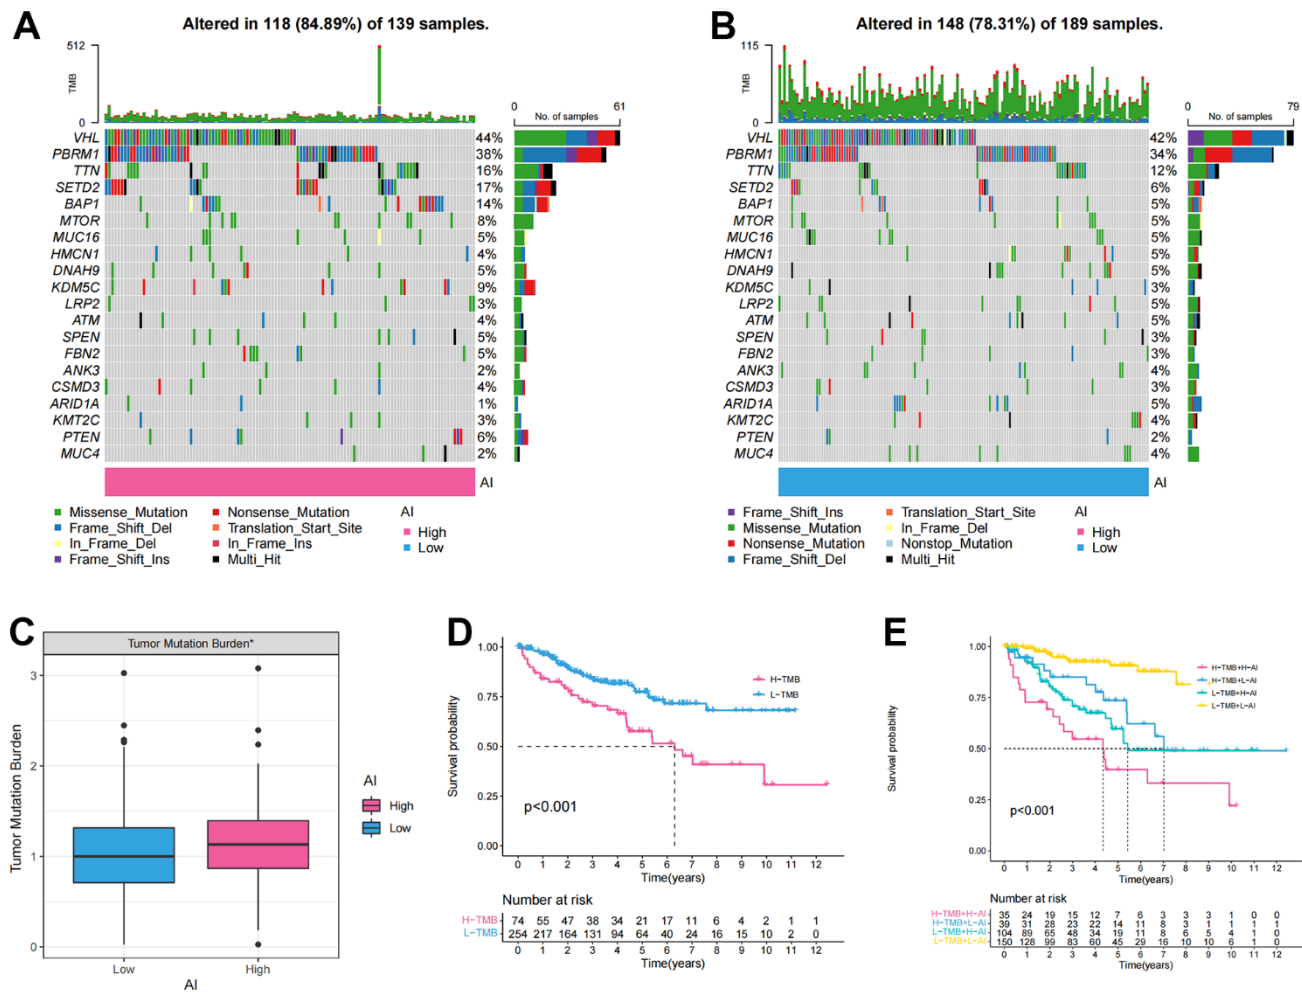 A
Altered in 118 (84.89%) of 139 samples.
512
TMB
0
0 61
No. of samples
VHL 44%
PBRM1 38%
TTN 16%
SETD2 17%
BAP1 14%
MTOR 8%
MUC16 5%
HMCN1 4%
DNAH9 5%
KDM5C 9%
LRP2 3%
ATM 4%
SPEN 5%
FBN2 5%
ANK3 2%
CSMD3 4%
ARID1A 1%
KMT2C 3%
PTEN 6%
MUC4 2%
AI
Missense_Mutation Nonsense_Mutation AI
Frame_Shift_Del Translation_Start_Site High
In_Frame_Del In_Frame_Ins Low
Frame_Shift_Ins Multi_Hit
B
Altered in 148 (78.31%) of 189 samples.
115
TMB
0
0 79
No. of samples
VHL 42%
PBRM1 34%
TTN 12%
SETD2 6%
BAP1 5%
MTOR 5%
MUC16 5%
HMCN1 5%
DNAH9 5%
KDM5C 3%
LRP2 5%
ATM 5%
SPEN 3%
FBN2 3%
ANK3 4%
CSMD3 3%
ARID1A 5%
KMT2C 4%
PTEN 2%
MUC4 4%
AI
Frame_Shift_Ins Translation_Start_Site AI
Missense_Mutation In_Frame_Del High
Nonsense_Mutation Nonstop_Mutation Low
Frame_Shift_Del Multi_Hit
C
Tumor Mutation Burden*
3
2
1
0
Tumor Mutation Burden
Low High
AI
AI
High
Low
D
1.00
0.75
0.50
0.25
0.00
Survival probability
H-TMB
L-TMB
p<0.001
0 1 2 3 4 5 6 7 8 9 10 11 12
Time(years)
Number at risk
H-TMB 74 55 47 38 34 21 17 11 6 4 2 1 1
L-TMB 254 217 164 131 94 64 40 24 16 15 10 2 0
0 1 2 3 4 5 6 7 8 9 10 11 12
Time(years)
E
1.00
0.75
0.50
0.25
0.00
Survival probability
H-TMB+H-AI
H-TMB+L-AI
L-TMB+H-AI
L-TMB+L-AI
p<0.001
0 1 2 3 4 5 6 7 8 9 10 11 12
Time(years)
Number at risk
H-TMB+H-AI 35 24 19 15 12 7 6 3 3 3 1 0 0
H-TMB+L-AI 39 31 28 23 22 14 11 8 3 1 1 1 1
L-TMB+H-AI 104 89 65 48 34 19 11 8 6 5 4 1 0
L-TMB+L-AI 150 128 99 83 60 45 29 16 10 10 6 1 0
0 1 2 3 4 5 6 7 8 9 10 11 12
Time(years)